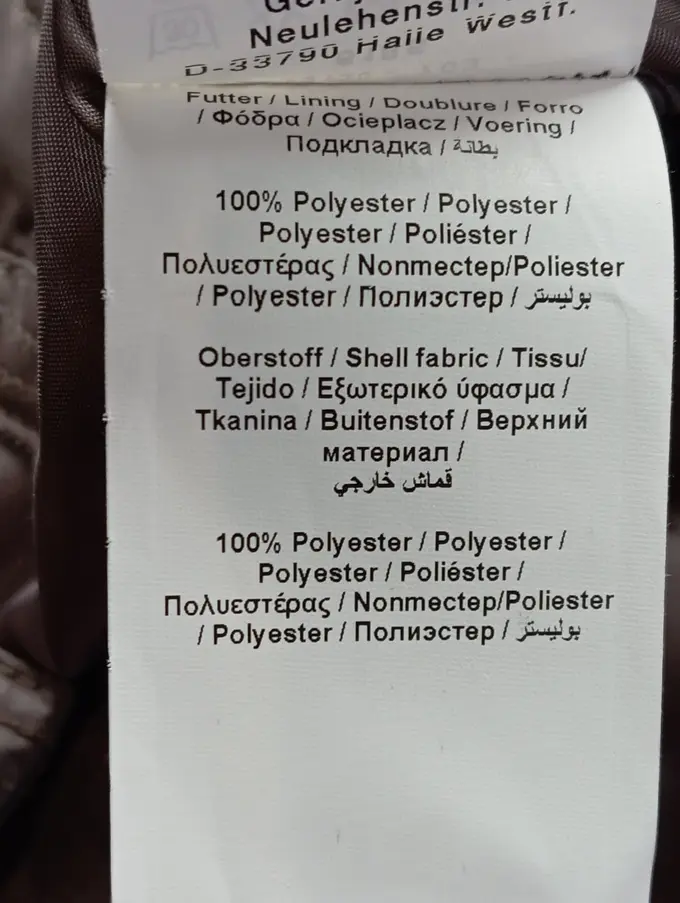 Neulehenstr.
D-33790 Halle Westf.
Futter / Lining / Doublure / Forro
/ Φόδρα / Ocieplacz / Voering /
Подкладка / بطانة
100% Polyester / Polyester /
Polyester / Poliéster /
Πολυεστέρας / Nonmectep/Poliester
/ Polyester / Полиэстер / بوليستر
Oberstoff / Shell fabric / Tissu/
Tejido / Εξωτερικό ύφασμα /
Tkanina / Buitenstof / Верхний
материал /
قماش خارجي
100% Polyester / Polyester /
Polyester / Poliéster /
Πολυεστέρας / Nonmectep/Poliester
/ Polyester / Полиэстер / بوليستر